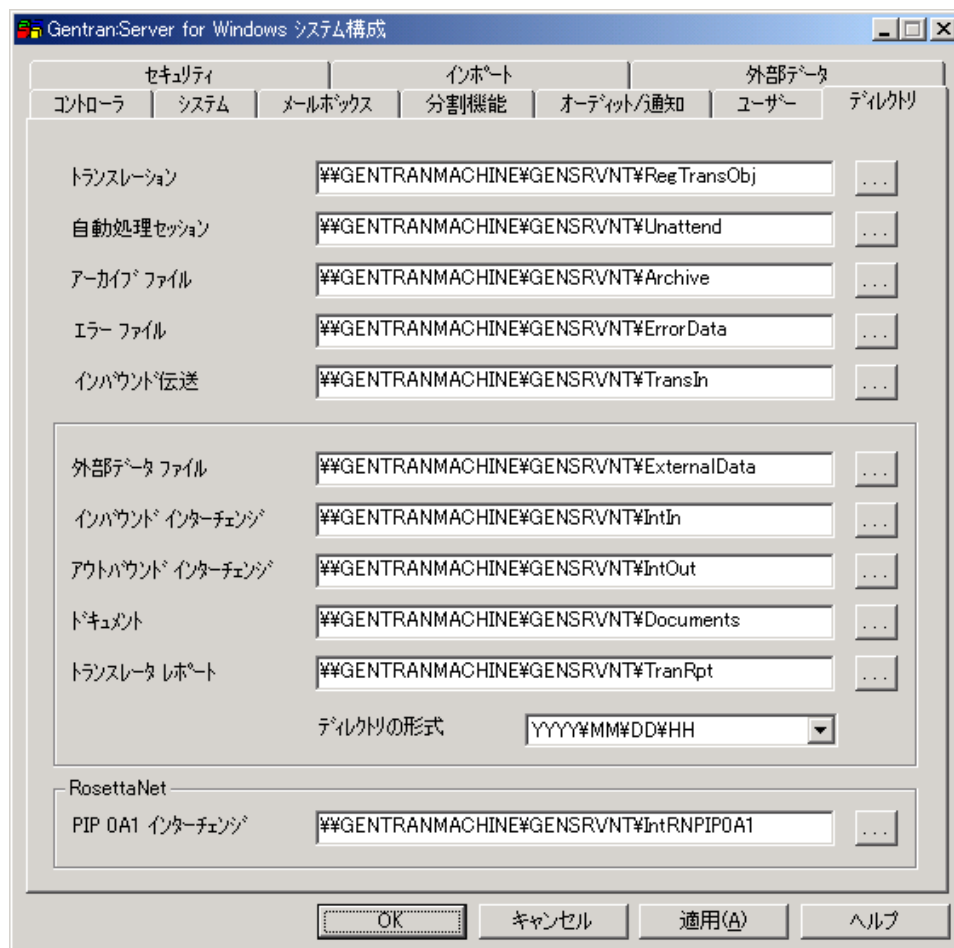 Gentran:Server for Windows システム構成
セキュリティ インポート 外部データ
コントローラ システム メールボックス 分割機能 オーディット/通知 ユーザー ディレクトリ
トランスレーション ¥¥GENTRANMACHINE¥GENSRVNT¥RegTransObj ...
自動処理セッション ¥¥GENTRANMACHINE¥GENSRVNT¥Unattend ...
アーカイブ ファイル ¥¥GENTRANMACHINE¥GENSRVNT¥Archive ...
エラー ファイル ¥¥GENTRANMACHINE¥GENSRVNT¥ErrorData ...
インバウンド伝送 ¥¥GENTRANMACHINE¥GENSRVNT¥TransIn ...
外部データ ファイル ¥¥GENTRANMACHINE¥GENSRVNT¥ExternalData ...
インバウンド インターチェンジ ¥¥GENTRANMACHINE¥GENSRVNT¥IntIn ...
アウトバウンド インターチェンジ ¥¥GENTRANMACHINE¥GENSRVNT¥IntOut ...
ドキュメント ¥¥GENTRANMACHINE¥GENSRVNT¥Documents ...
トランスレータ レポート ¥¥GENTRANMACHINE¥GENSRVNT¥TranRpt ...
ディレクトリの形式 YYYY¥MM¥DD¥HH
RosettaNet
PIP 0A1 インターチェンジ ¥¥GENTRANMACHINE¥GENSRVNT¥IntRNPIP0A1 ...
OK キャンセル 適用(A) ヘルプ